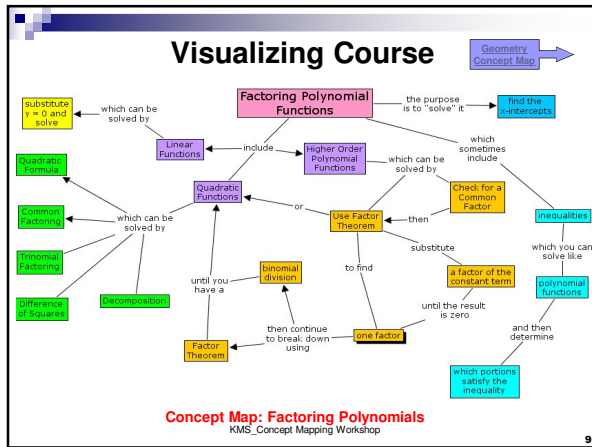 Visualizing Course
Geometry
Concept Map
Factoring Polynomial
Functions
the purpose
is to "solve" it
find the
x-intercepts
substitute
y = 0 and
solve
which can be
solved by
Linear
Functions
include
Higher Order
Polynomial
Functions
which can be
solved by
which
sometimes
include
Quadratic
Formula
Common
Factoring
Trinomial
Factoring
Difference
of Squares
Decomposition
which can be
solved by
Quadratic
Functions
or
Use Factor
Theorem
then
Check for a
Common
Factor
inequalities
which you can
solve like
polynomial
functions
and then
determine
which portions
satisfy the
inequality
substitute
a factor of the
constant term
until the result
is zero
to find
one factor
then continue
to break down
using
binomial
division
Factor
Theorem
until you
have a
Concept Map: Factoring Polynomials
KMS_Concept Mapping Workshop
9